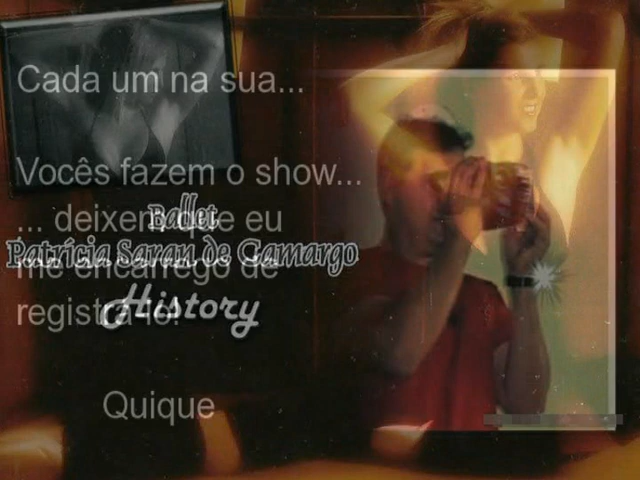 Cada um na sua...
Vocês fazem o show...
... deixem que eu
me encarrego de
registrá-lo!
Quique
Ballet
Patrícia Saran de Camargo
History